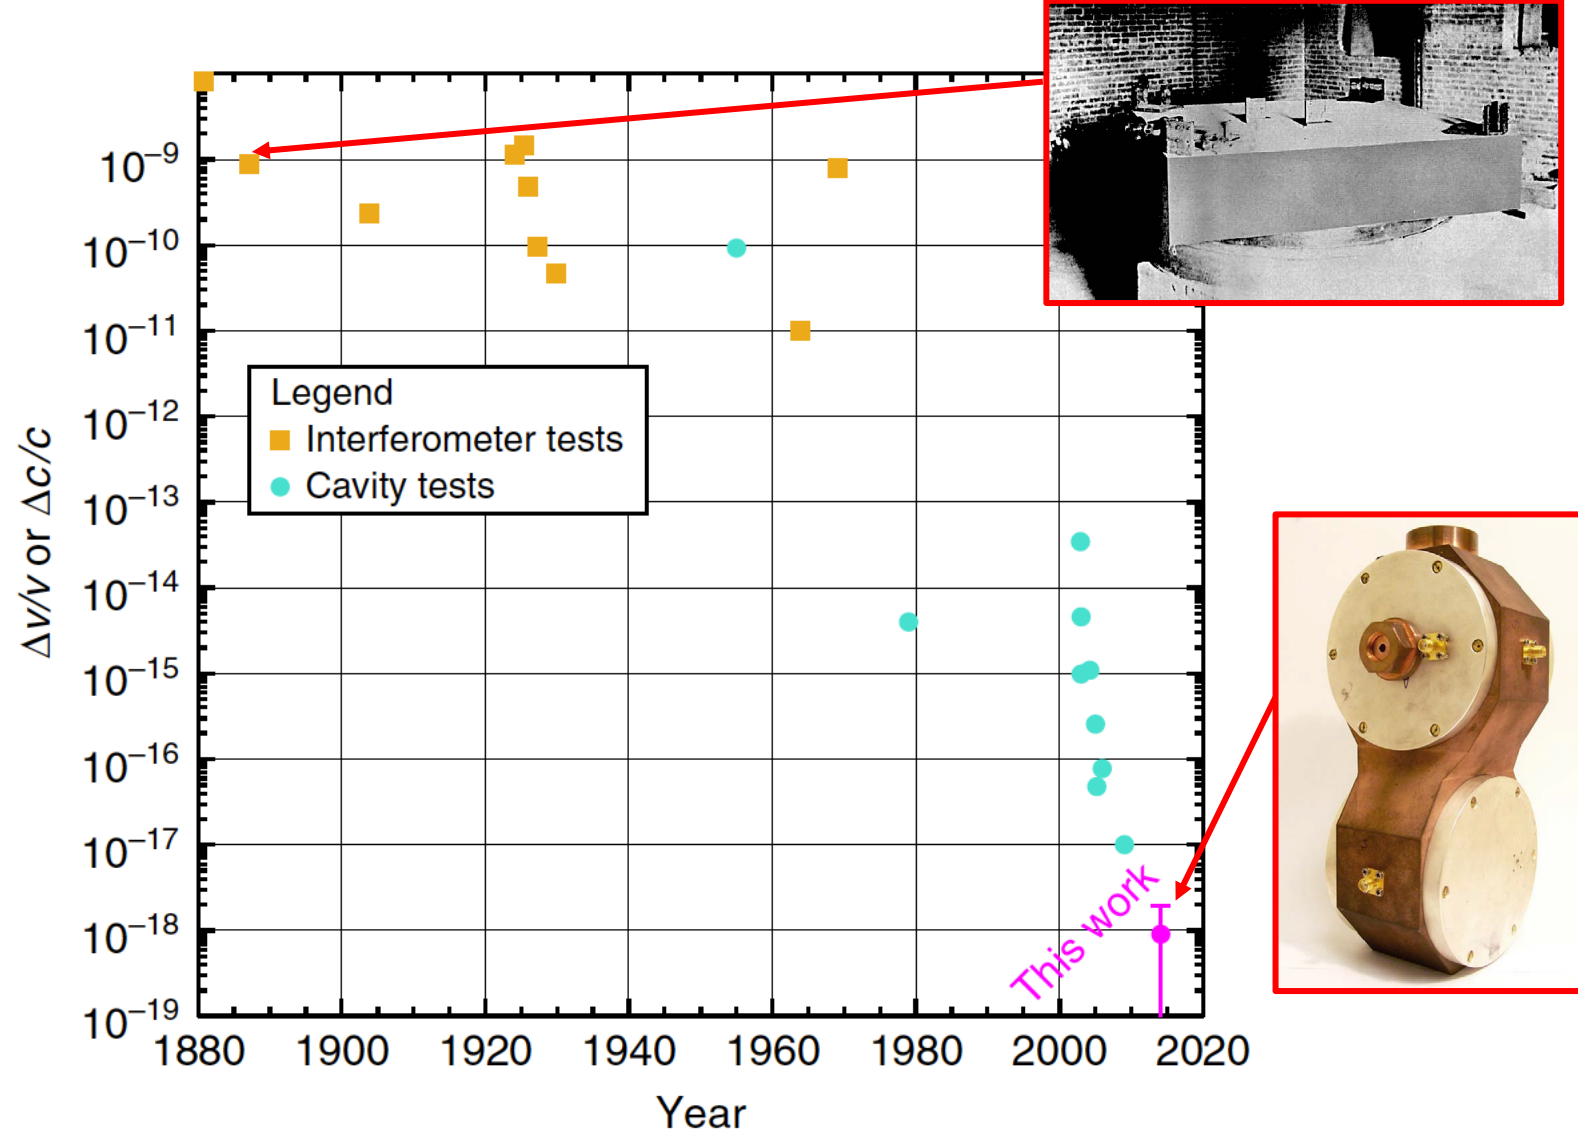 10⁻⁹
10⁻¹⁰
10⁻¹¹
10⁻¹²
10⁻¹³
10⁻¹⁴
10⁻¹⁵
10⁻¹⁶
10⁻¹⁷
10⁻¹⁸
10⁻¹⁹
Δν/ν or Δc/c
Legend
Interferometer tests
Cavity tests
This work
1880 1900 1920 1940 1960 1980 2000 2020
Year